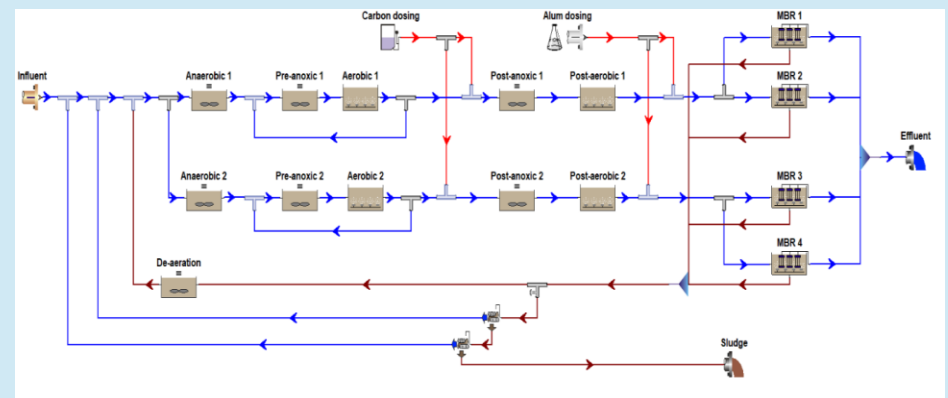 Carbon dosing
Alum dosing
MBR 1
Influent
Anaerobic 1
Pre-anoxic 1
Aerobic 1
Post-anoxic 1
Post-aerobic 1
MBR 2
Effluent
Anaerobic 2
Pre-anoxic 2
Aerobic 2
Post-anoxic 2
Post-aerobic 2
MBR 3
MBR 4
De-aeration
Sludge